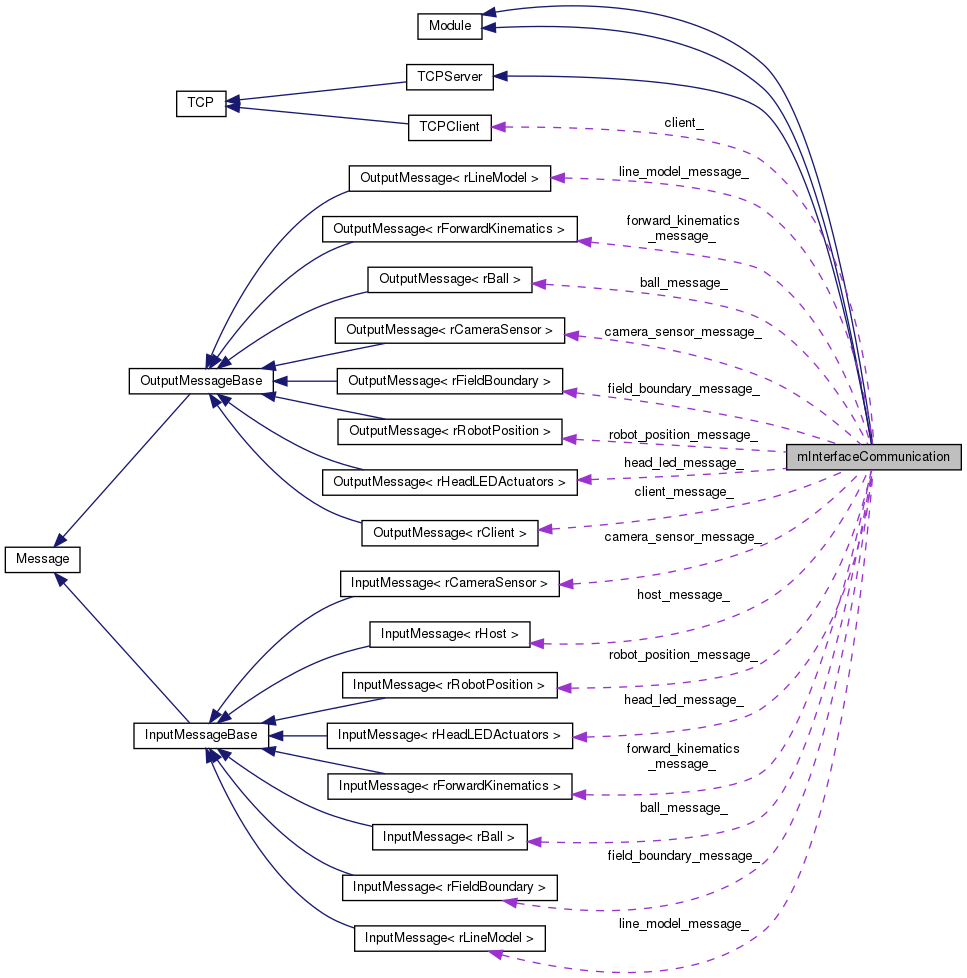 Module
TCPServer
TCP
TCPClient
client_
OutputMessage< rLineModel >
line_model_message_
OutputMessage< rForwardKinematics >
forward_kinematics
_message_
OutputMessage< rBall >
ball_message_
OutputMessage< rCameraSensor >
camera_sensor_message_
OutputMessageBase
OutputMessage< rFieldBoundary >
field_boundary_message_
OutputMessage< rRobotPosition >
robot_position_message_
mInterfaceCommunication
OutputMessage< rHeadLEDActuators >
head_led_message_
client_message_
OutputMessage< rClient >
Message
camera_sensor_message_
InputMessage< rCameraSensor >
host_message_
InputMessage< rHost >
robot_position_message_
InputMessage< rRobotPosition >
head_led_message_
InputMessageBase
InputMessage< rHeadLEDActuators >
forward_kinematics
_message_
InputMessage< rForwardKinematics >
ball_message_
InputMessage< rBall >
field_boundary_message_
InputMessage< rFieldBoundary >
line_model_message_
InputMessage< rLineModel >